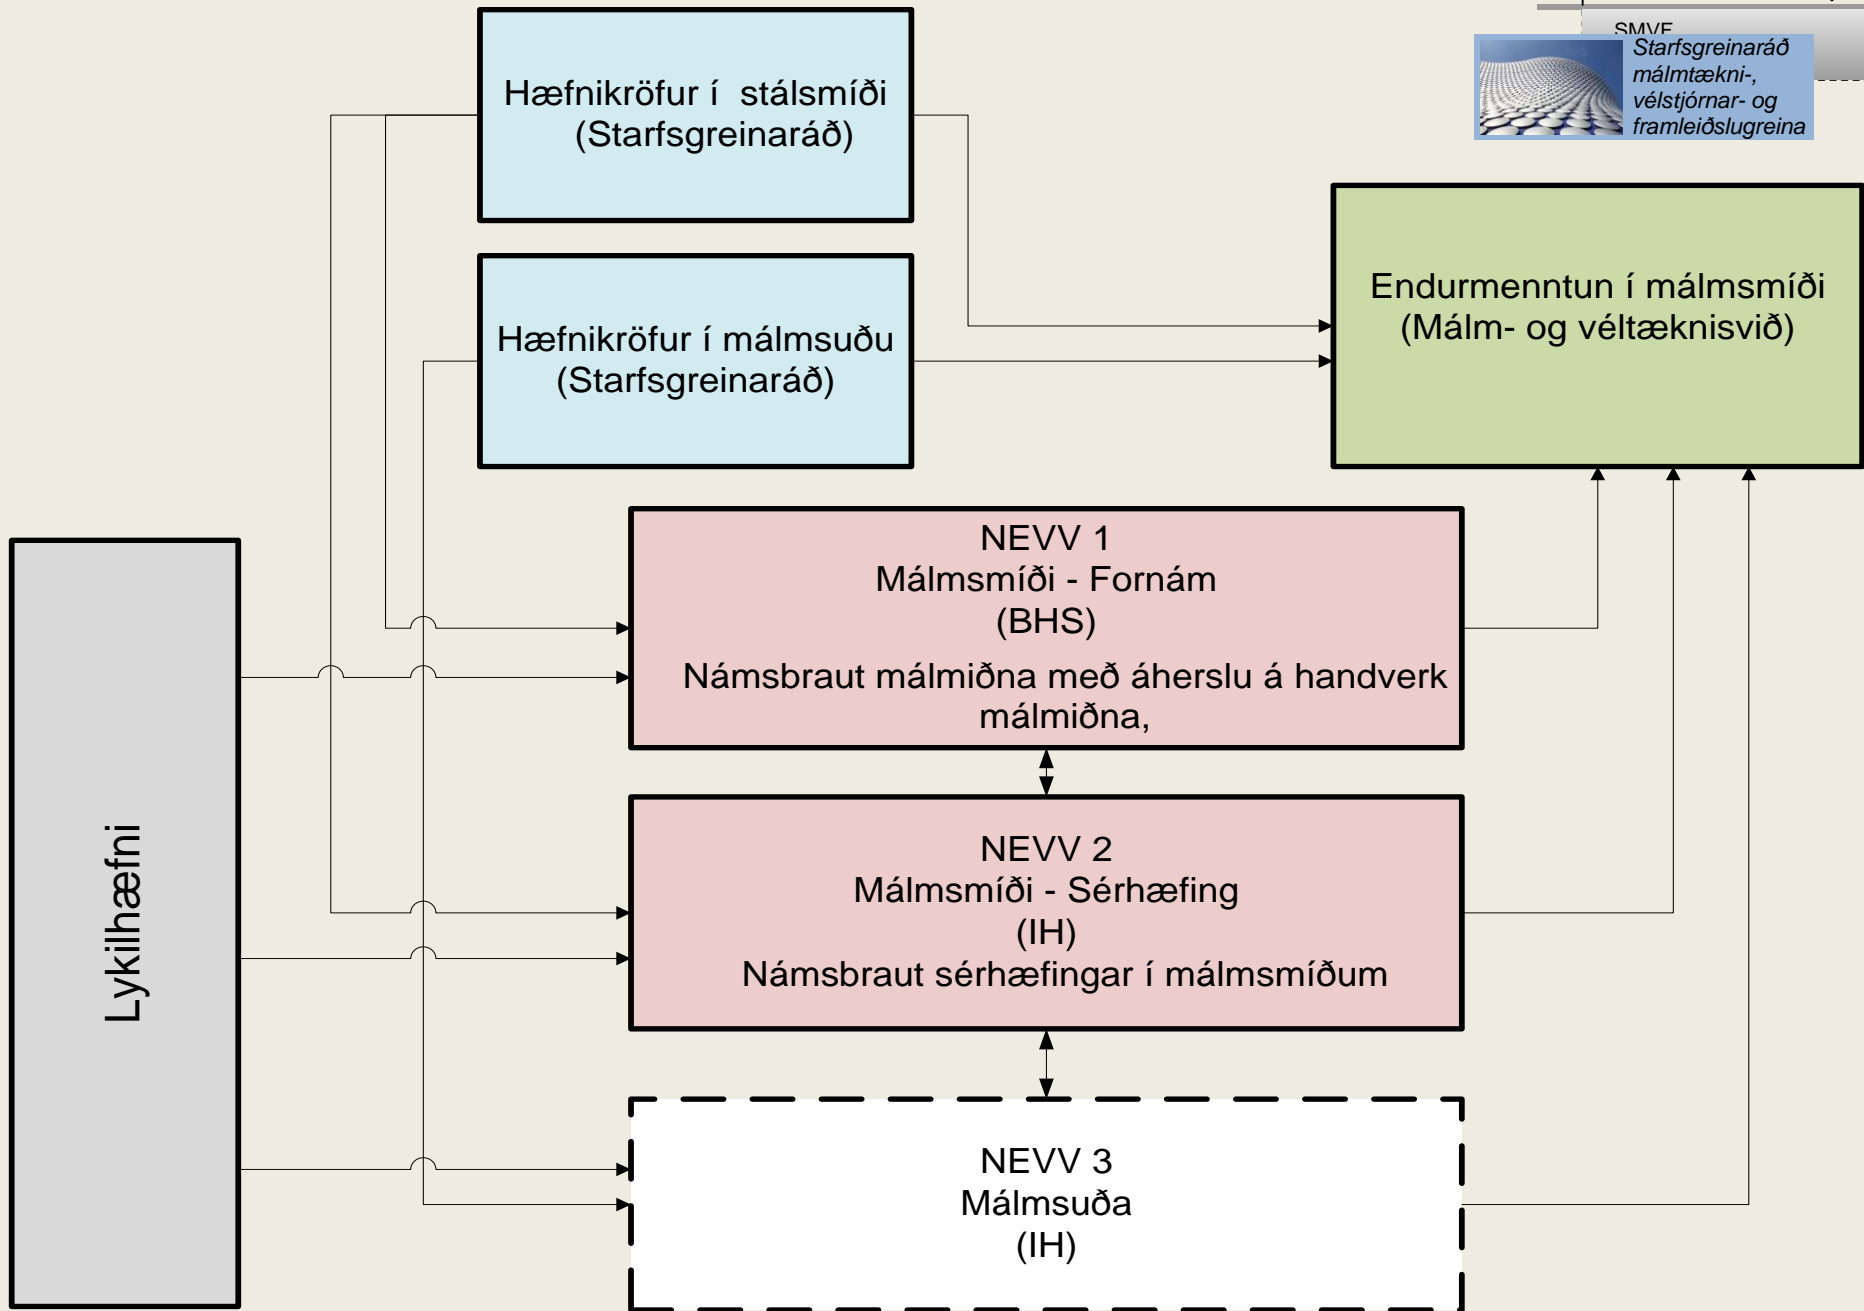 SMVF
Starfsgreinaráð
málmtækni-,
vélstjórnar- og
framleiðslugreina
Hæfnikröfur í stálsmíði
(Starfsgreinaráð)
Hæfnikröfur í málmsuðu
(Starfsgreinaráð)
Endurmenntun í málmsmíði
(Málm- og véltæknisvið)
NEVV 1
Málmsmíði - Fornám
(BHS)
Námsbraut málmiðna með áherslu á handverk
málmiðna,
Lykilhæfni
NEVV 2
Málmsmíði - Sérhæfing
(IH)
Námsbraut sérhæfingar í málmsmíðum
NEVV 3
Málmsuða
(IH)